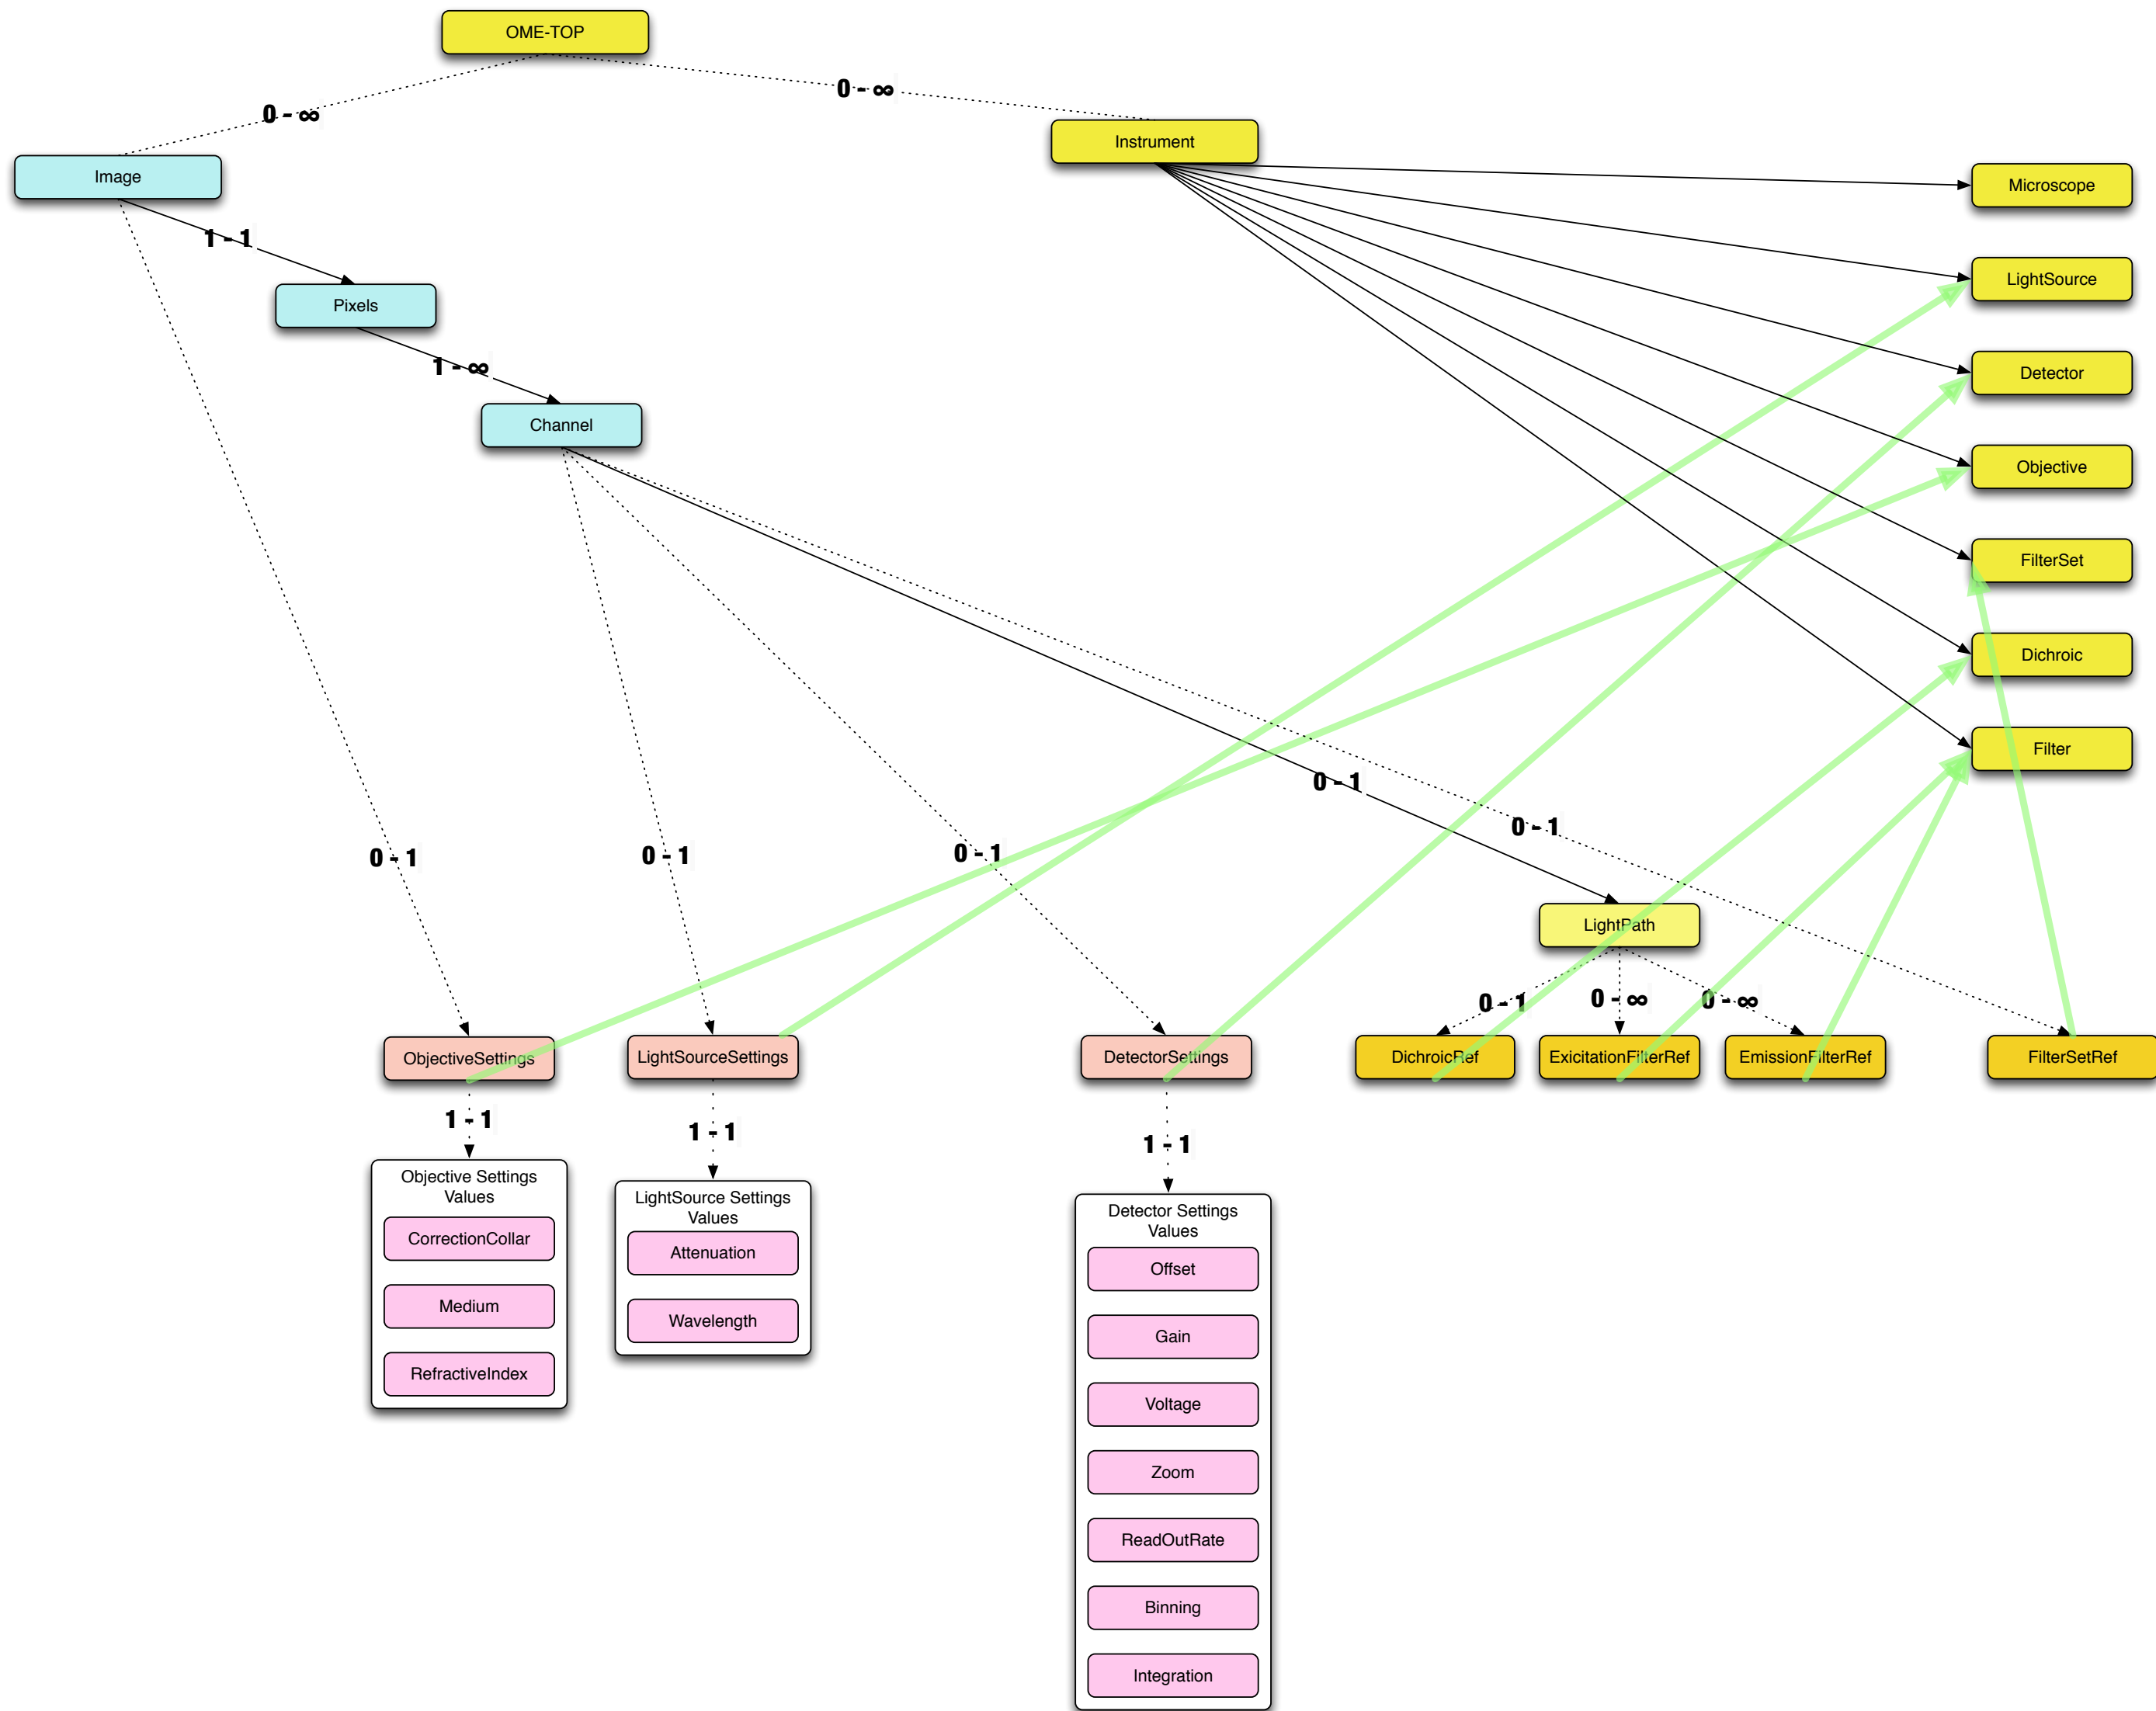 OME-TOP
0 - ∞
0 - ∞
Instrument
Image
Microscope
1 - 1
LightSource
Pixels
1 - ∞
Detector
Channel
Objective
FilterSet
Dichroic
Filter
0 - 1
0 - 1
0 - 1
0 - 1
0 - 1
LightPath
0 - 1
0 - ∞
0 - ∞
ObjectiveSettings
LightSourceSettings
DetectorSettings
DichroicRef
ExicitationFilterRef
EmissionFilterRef
FilterSetRef
1 - 1
1 - 1
1 - 1
Objective Settings
Values
CorrectionCollar
Medium
RefractiveIndex
LightSource Settings
Values
Attenuation
Wavelength
Detector Settings
Values
Offset
Gain
Voltage
Zoom
ReadOutRate
Binning
Integration